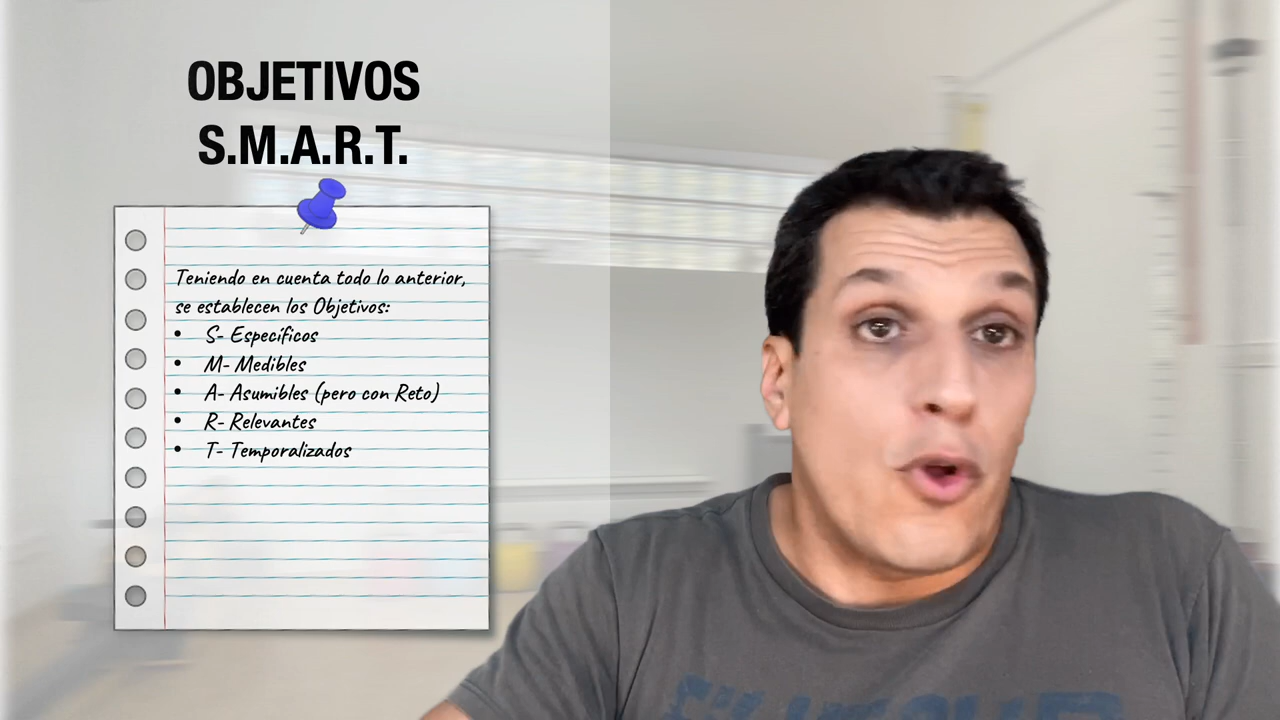 OBJETIVOS
S.M.A.R.T.
Teniendo en cuenta todo lo anterior,
se establecen los Objetivos:
• S- Específicos
• M- Medibles
• A- Asumibles (pero con Reto)
• R- Relevantes
• T- Temporalizados